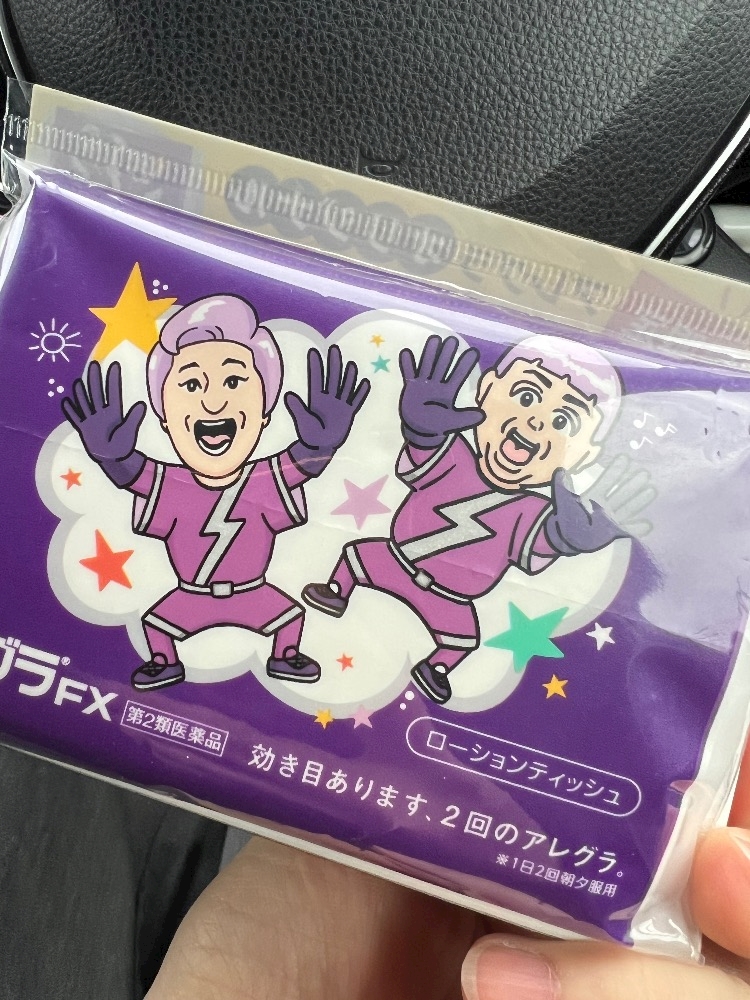 グラ®FX 第2類医薬品
ローションティッシュ
効き目あります、2回のアレグラ。
※1日2回朝夕服用